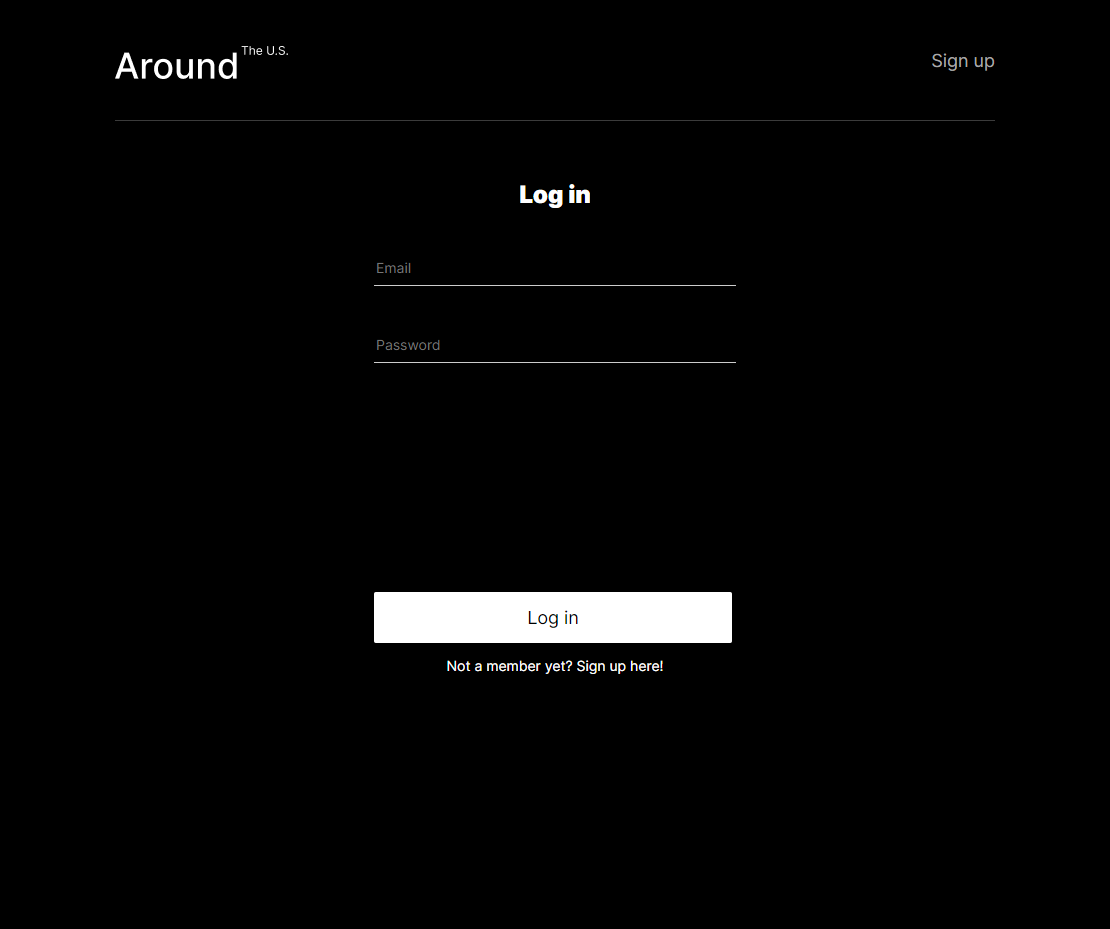 Around The U.S.
Sign up
Log in
Email
Password
Log in
Not a member yet? Sign up here!